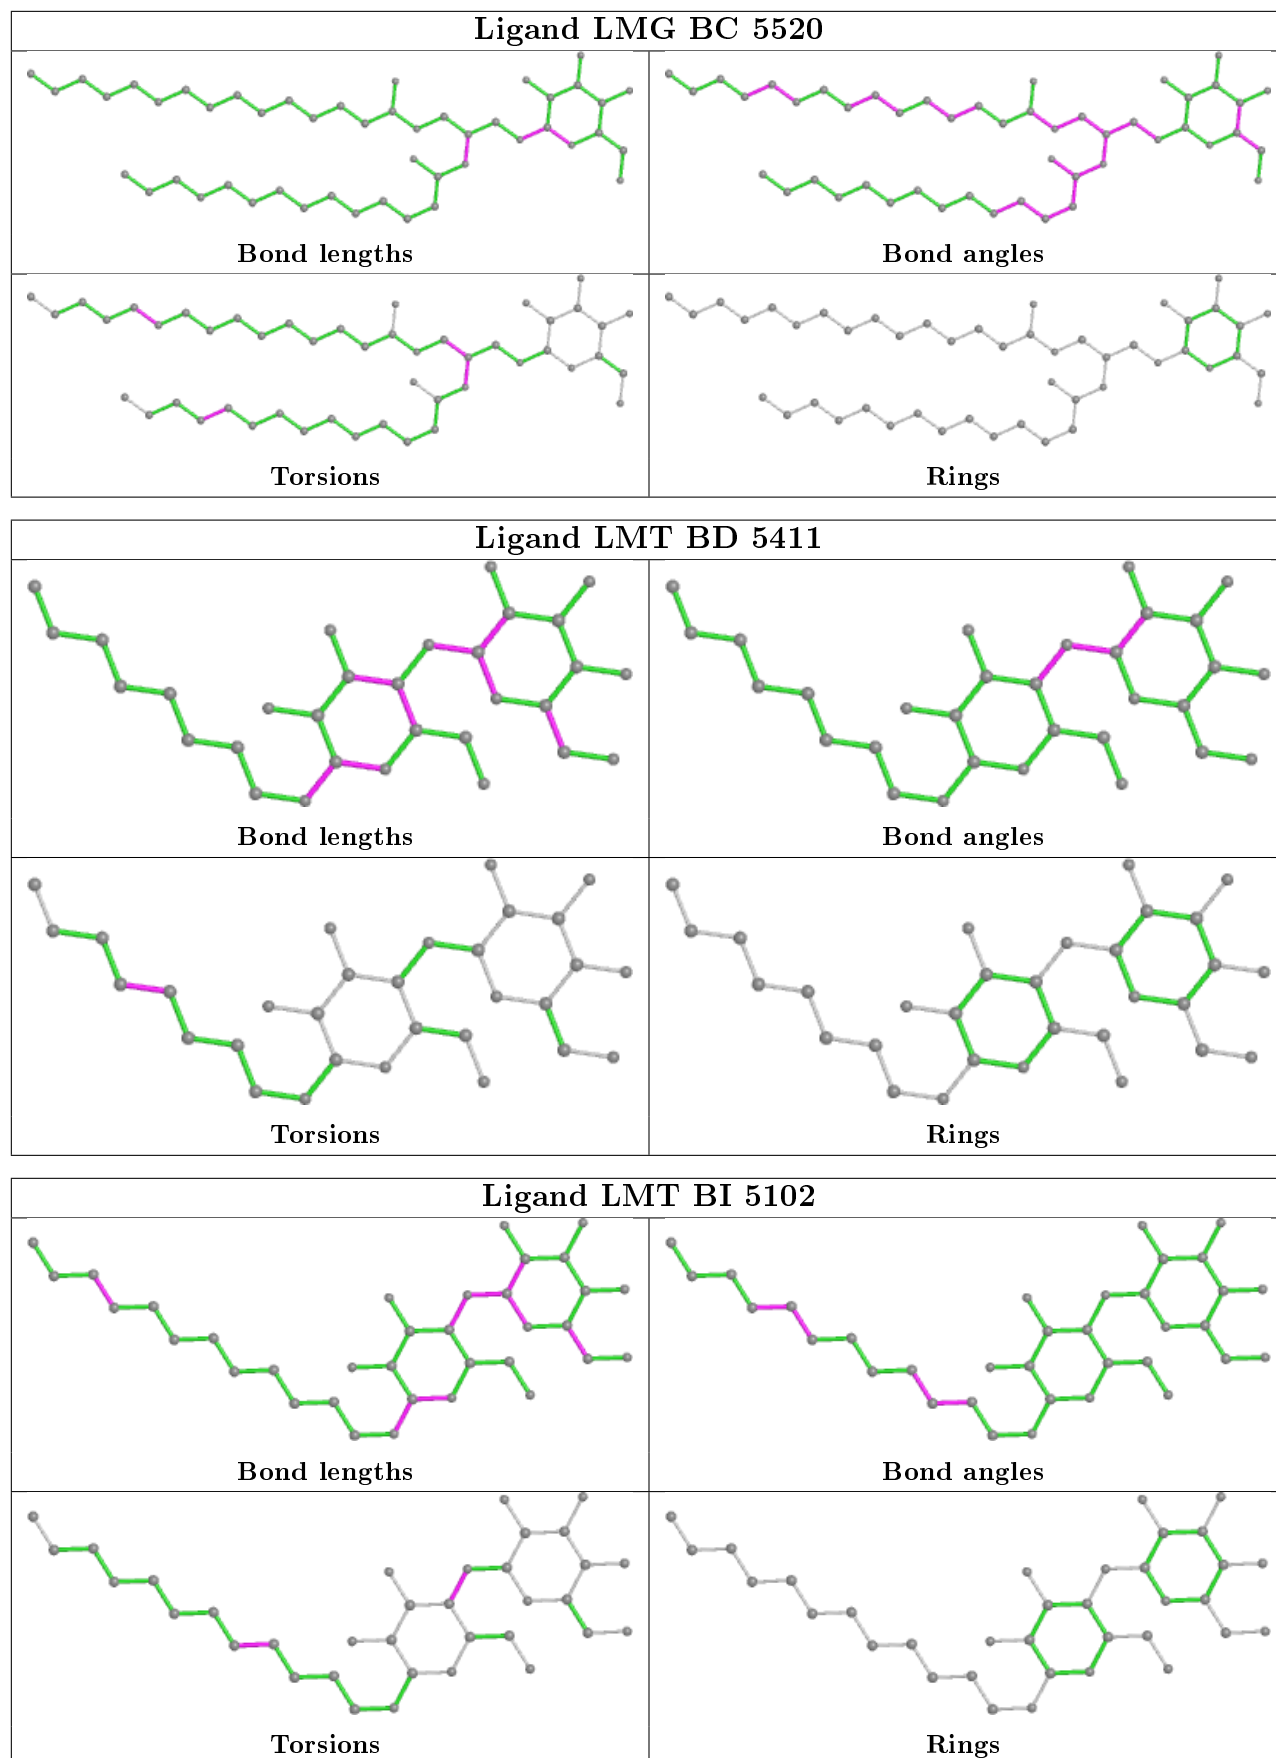 Ligand LMG BC 5520
Bond lengths
Bond angles
Torsions
Rings
Ligand LMT BD 5411
Bond lengths
Bond angles
Torsions
Rings
Ligand LMT BI 5102
Bond lengths
Bond angles
Torsions
Rings